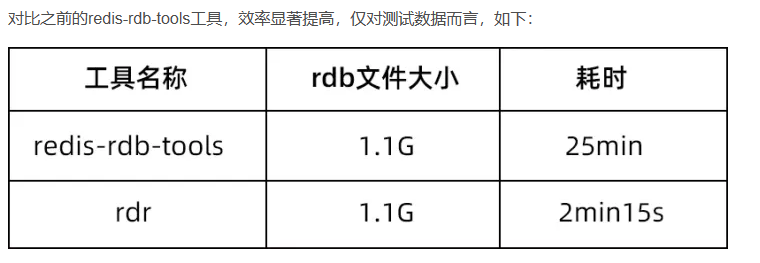 对比之前的redis-rdb-tools工具，效率显著提高，仅对测试数据而言，如下：
工具名称 rdb文件大小 耗时
redis-rdb-tools 1.1G 25min
rdr 1.1G 2min15s